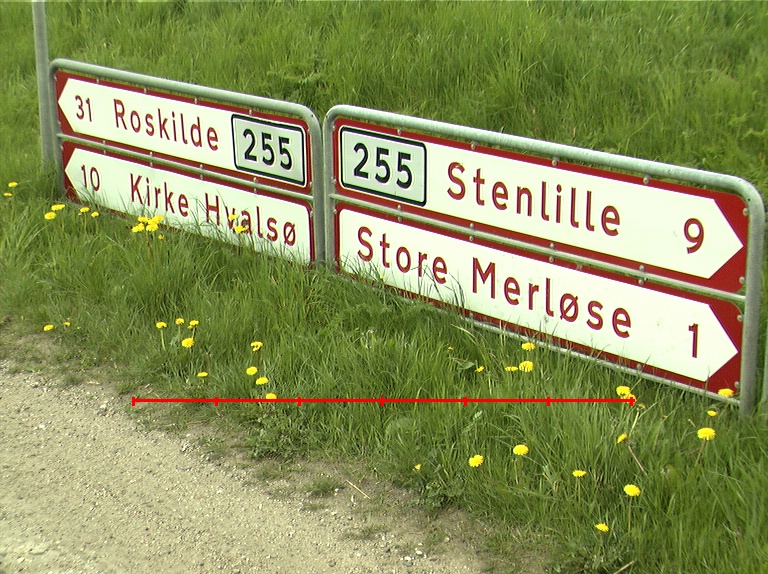 31 Roskilde 255
10 Kirke Hvalsø
255 Stenlille 9
Store Merløse 1